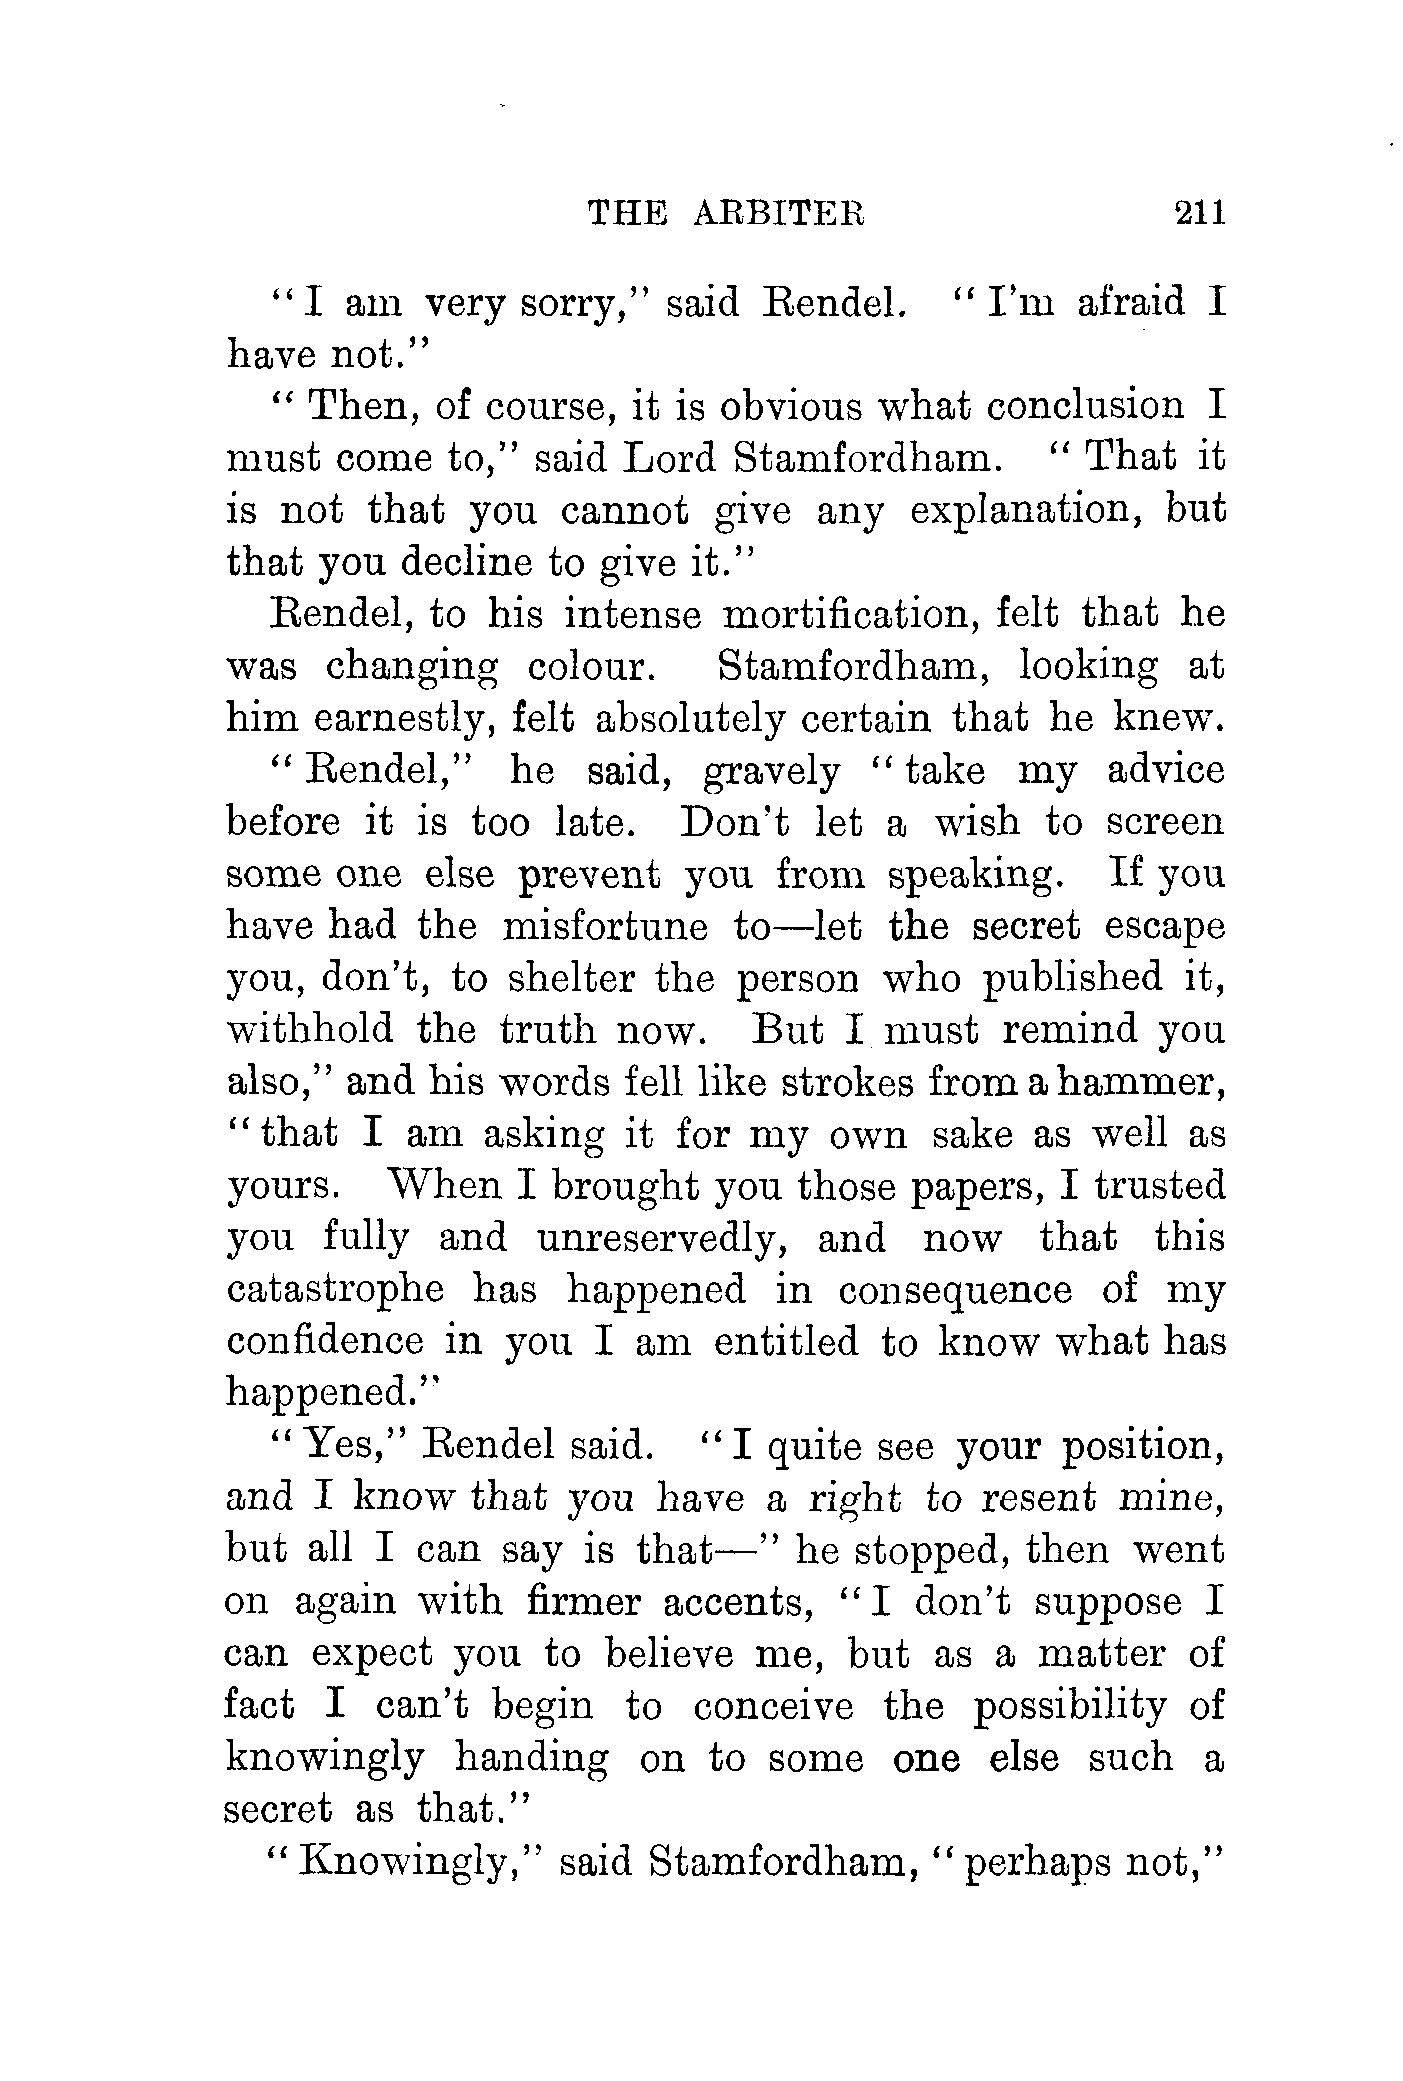 THE ARBITER 211
"I am very sorry," said Rendel. "I'm afraid I
have not."
"Then, of course, it is obvious what conclusion I
must come to," said Lord Stamfordham. "That it
is not that you cannot give any explanation, but
that you decline to give it."
Rendel, to his intense mortification, felt that he
was changing colour. Stamfordham, looking at
him earnestly, felt absolutely certain that he knew.
"Rendel," he said, gravely "take my advice
before it is too late. Don't let a wish to screen
some one else prevent you from speaking. If you
have had the misfortune to—let the secret escape
you, don't, to shelter the person who published it,
withhold the truth now. But I must remind you
also," and his words fell like strokes from a hammer,
"that I am asking it for my own sake as well as
yours. When I brought you those papers, I trusted
you fully and unreservedly, and now that this
catastrophe has happened in consequence of my
confidence in you I am entitled to know what has
happened."
"Yes," Rendel said. "I quite see your position,
and I know that you have a right to resent mine,
but all I can say is that—" he stopped, then went
on again with firmer accents, "I don't suppose I
can expect you to believe me, but as a matter of
fact I can't begin to conceive the possibility of
knowingly handing on to some one else such a
secret as that."
"Knowingly," said Stamfordham, "perhaps not,"